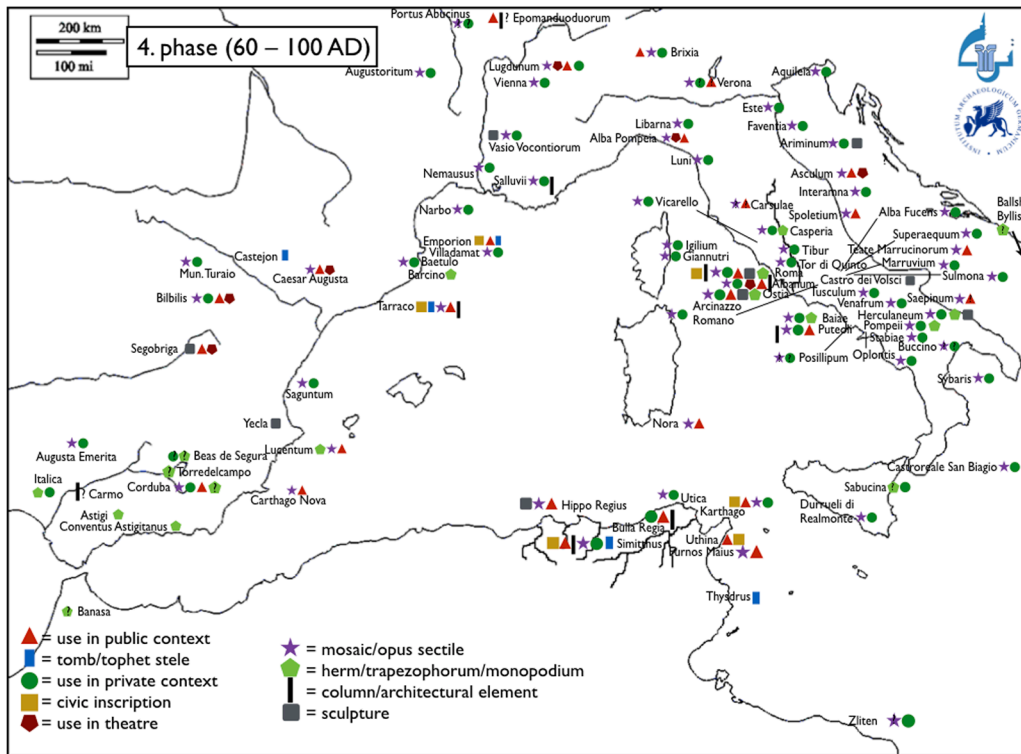 200 km
100 mi
4. phase (60 – 100 AD)
Portus Abucinus
?
? Epomanduodurum
Augustoritum
Lugdunum
Vienna
Brixia
Verona
Aquileia
Este
INSTITUTUM ARCHAEOLOGICUM GERMANICUM
Vasio Vocontiorum
Libarna
Alba Pompeia
Faventia
Ariminum
Nemausus
Salluvii
Luni
Asculum
Interamna
Narbo
Vicarello
Carsulae
Spoletium
Alba Fucens
Ballsh
Byllis
?
Emporion
Villadamat
Casperia
Superaequum
Castejon
Mun. Turaio
Caesar Augusta
Baetulo
Barcino
Igilium
Giannutri
Tibur
Tor di Quinto
Teate Marrucinorum
Marruvium
Sulmona
Bilbilis
Tarraco
Roma
Albanum
Ostia
Arcinazzo
Romano
Castro dei Volsci
Tusculum
Venafrum
Saepinum
Herculaneum
Segobriga
Baiae
Puteoli
Pompeii
Stabiae
Buccino
?
Posillipum
?
Oplontis
Saguntum
Sybaris
Yecla
Nora
Augusta Emerita
Lucentum
? ? Beas de Segura
? Torredelcampo
Castroreale San Biagio
Italica
? Carmo
Corduba
?
Carthago Nova
Sabucina
?
Astigi
Conventus Astigitanus
Hippo Regius
Utica
Karthago
Durrueli di
Realmonte
Bulla Regia
Simitthus
Uthina
Furnos Maius
Thysdrus
? Banasa
= use in public context
= tomb/tophet stele
= use in private context
= civic inscription
= use in theatre
= mosaic/opus sectile
= herm/trapezophorum/monopodium
= column/architectural element
= sculpture
Zliten